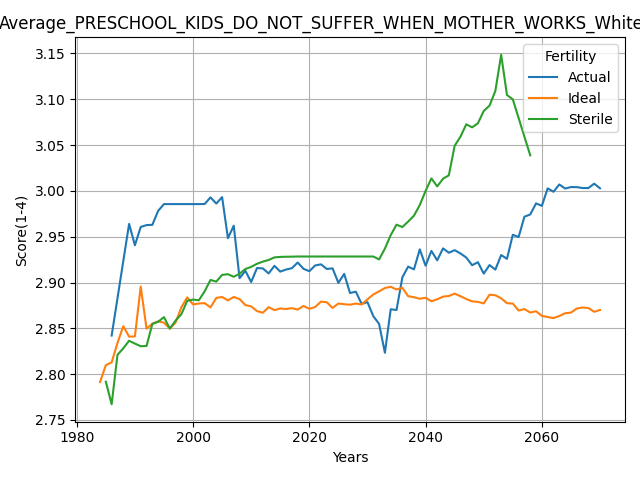 Average_PRESCHOOL_KIDS_DO_NOT_SUFFER_WHEN_MOTHER_WORKS_White
Fertility
Actual
Ideal
Sterile
3.15
3.10
3.05
3.00
2.95
2.90
2.85
2.80
2.75
Score(1-4)
1980 2000 2020 2040 2060
Years